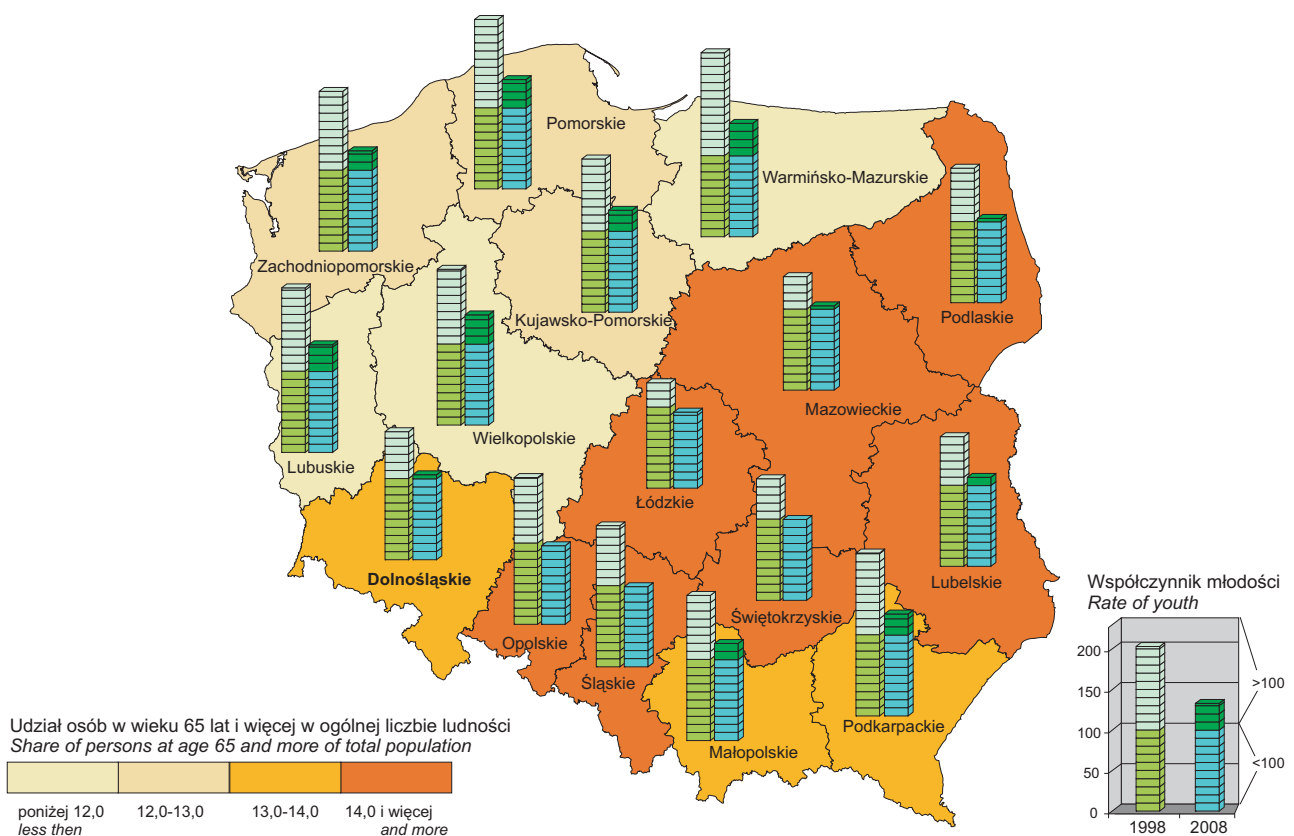 Pomorskie
Warmińsko-Mazurskie
Zachodniopomorskie
Kujawsko-Pomorskie
Podlaskie
Mazowieckie
Wielkopolskie
Lubuskie
Łódzkie
Dolnośląskie
Lubelskie
Świętokrzyskie
Opolskie
Śląskie
Podkarpackie
Małopolskie
Współczynnik młodości
Rate of youth
200
150
100
50
0
>100
<100
1998 2008
Udział osób w wieku 65 lat i więcej w ogólnej liczbie ludności
Share of persons at age 65 and more of total population
poniżej 12,0 12,0-13,0 13,0-14,0 14,0 i więcej
less then and more